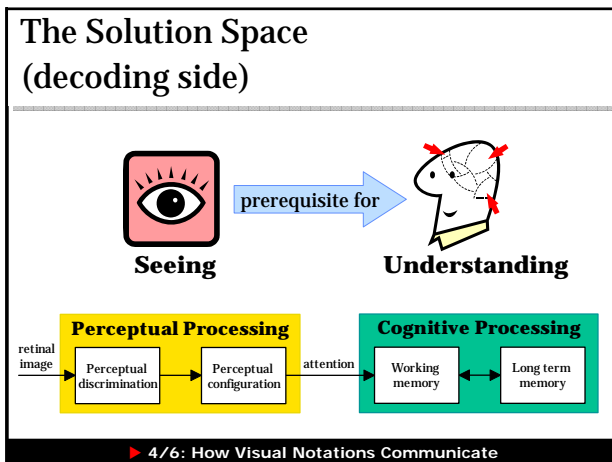 The Solution Space
(decoding side)
prerequisite for
Seeing
Understanding
Perceptual Processing
Cognitive Processing
retinal
image
Perceptual
discrimination
Perceptual
configuration
attention
Working
memory
Long term
memory
4/6: How Visual Notations Communicate